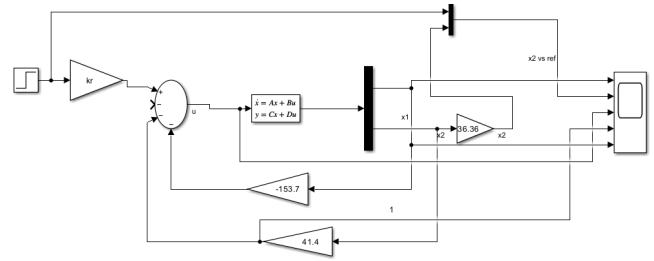 x2 vs ref
kr
+
−
−
−
u
ẋ = Ax + Bu
y = Cx + Du
x1
x2
36.36
x2
-153.7
1
41.4